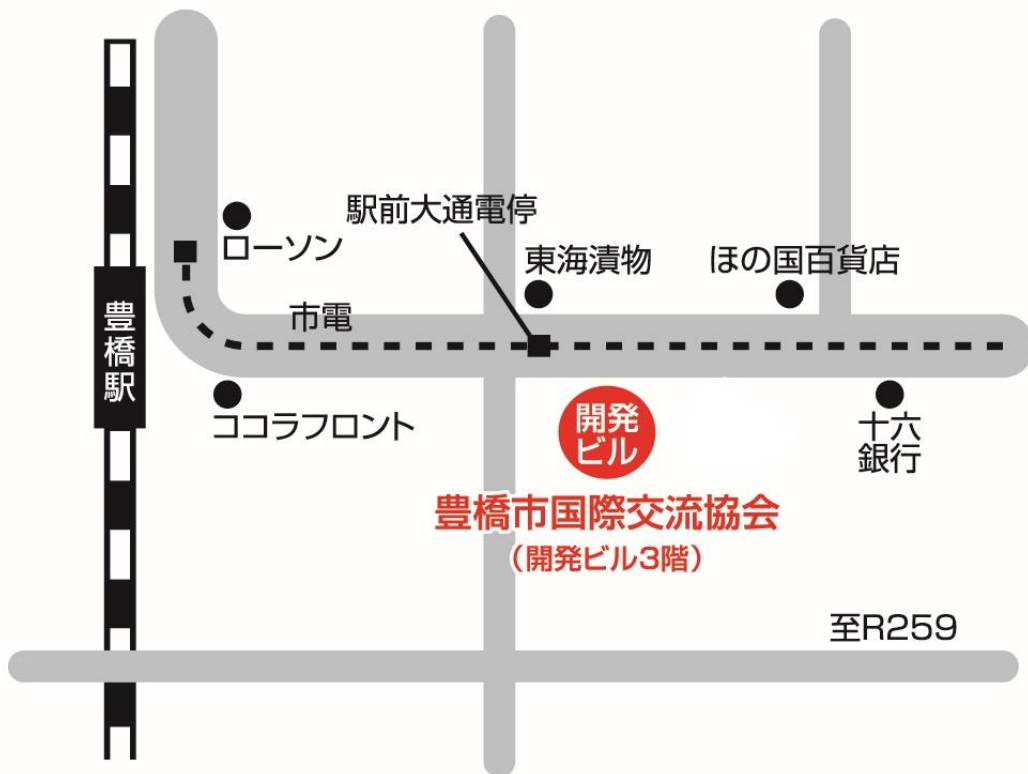 駅前大通電停
ローソン
東海漬物
ほの国百貨店
豊橋駅
市電
ココラフロント
開発
ビル
十六
銀行
豊橋市国際交流協会
（開発ビル3階）
至R259